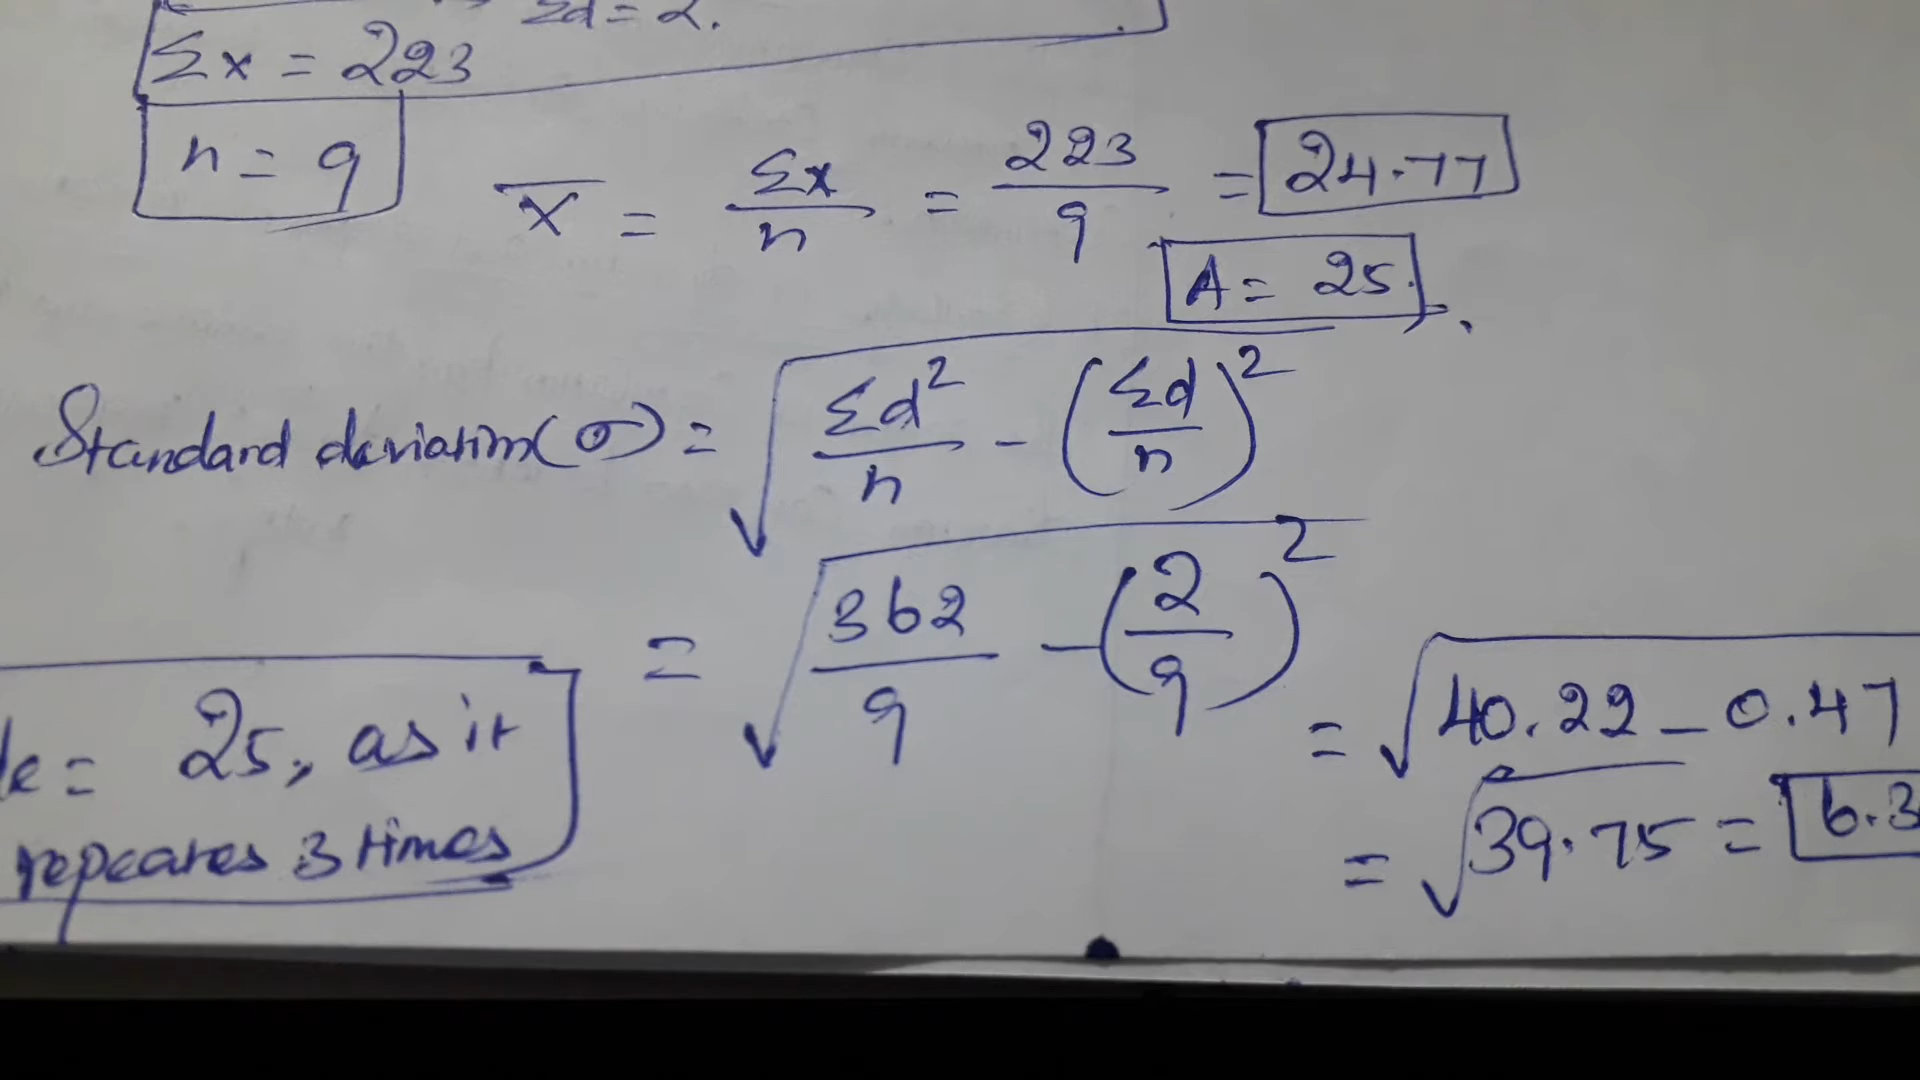 Σd = 2.
Σx = 223
n = 9
x̅ = Σx/n = 223/9 = 24.77
A = 25.
Standard deviation (σ) = √(Σd²/n - (Σd/n)²)
= √(362/9 - (2/9)²)
= √(40.22 - 0.47
= √39.75 = 6.3
= 25, as it
repeates 3 times